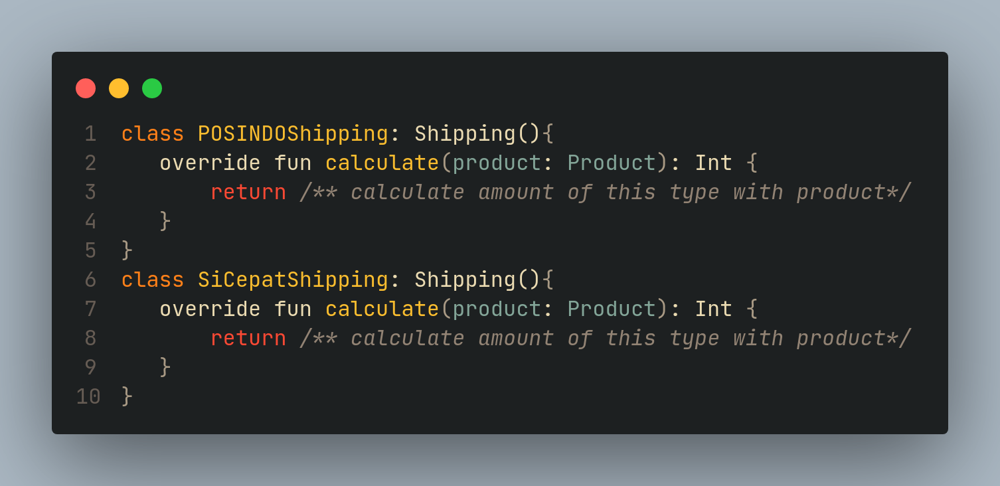 1 class POSINDOShipping: Shipping(){
2    override fun calculate(product: Product): Int {
3        return /** calculate amount of this type with product*/
4    }
5 }
6 class SiCepatShipping: Shipping(){
7    override fun calculate(product: Product): Int {
8        return /** calculate amount of this type with product*/
9    }
10 }